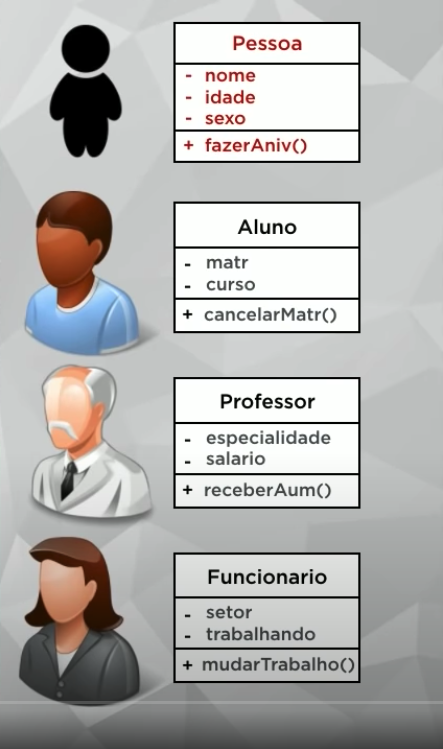 Pessoa
- nome
- idade
- sexo
+ fazerAniv()
Aluno
- matr
- curso
+ cancelarMatr()
Professor
- especialidade
- salario
+ receberAum()
Funcionario
- setor
- trabalhando
+ mudarTrabalho()